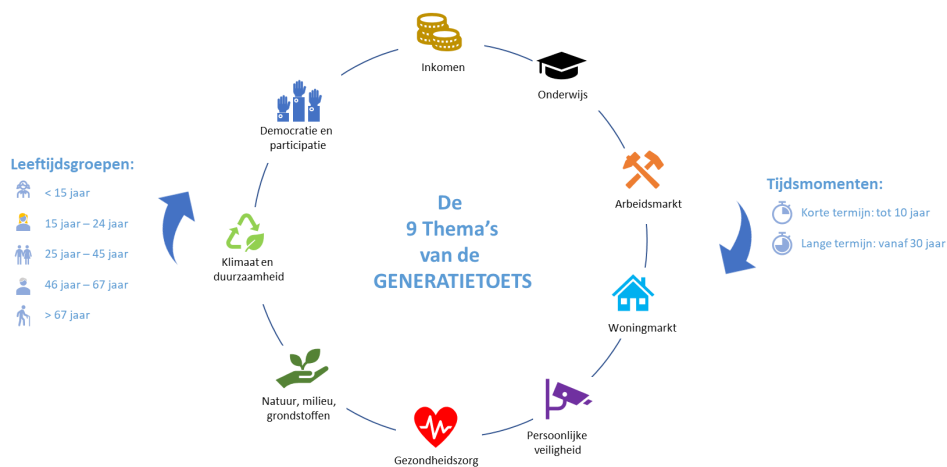 Inkomen
Onderwijs
Democratie en
participatie
Leeftijdsgroepen:
< 15 jaar
15 jaar – 24 jaar
25 jaar – 45 jaar
46 jaar – 67 jaar
> 67 jaar
Arbeidsmarkt
Tijdsmomenten:
Korte termijn: tot 10 jaar
Lange termijn: vanaf 30 jaar
De
9 Thema's
van de
GENERATIETOETS
Klimaat en
duurzaamheid
Woningmarkt
Natuur, milieu,
grondstoffen
Persoonlijke
veiligheid
Gezondheidszorg